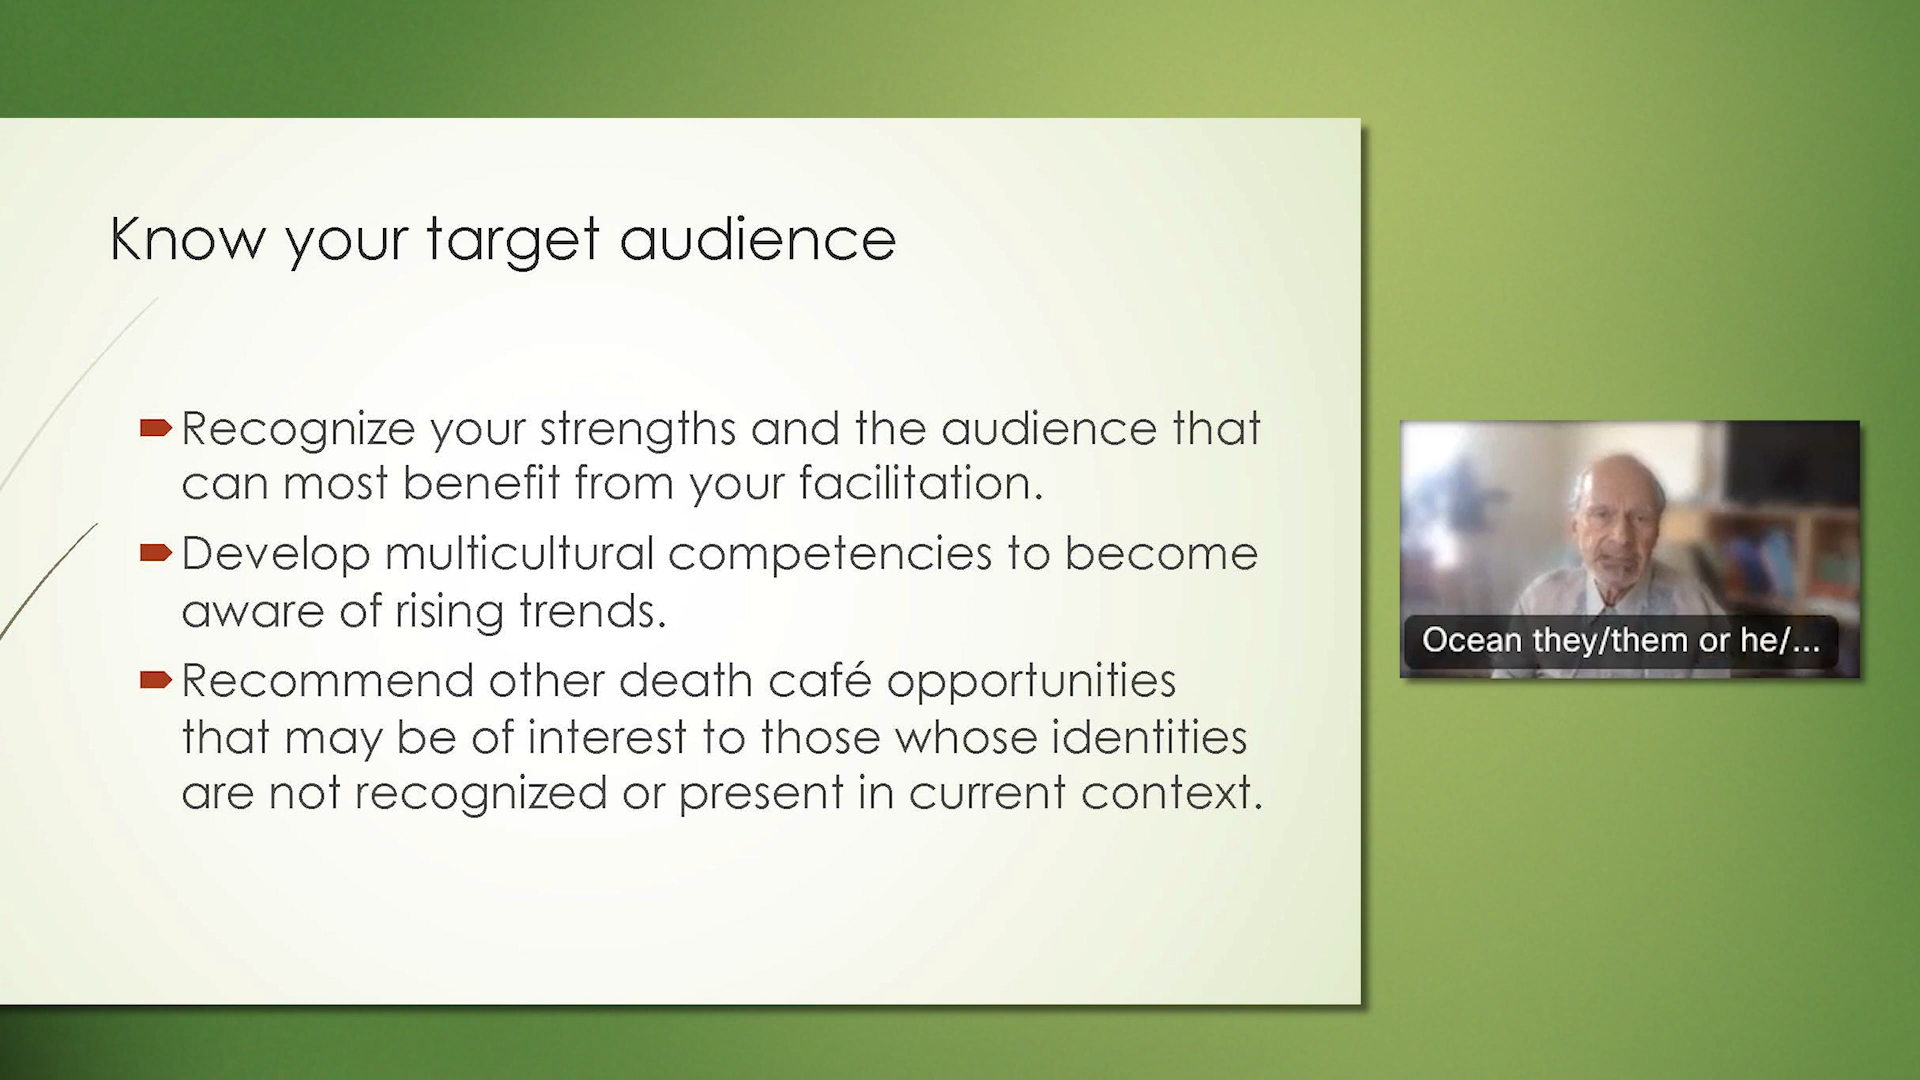 Know your target audience
Recognize your strengths and the audience that
can most benefit from your facilitation.
Develop multicultural competencies to become
aware of rising trends.
Recommend other death café opportunities
that may be of interest to those whose identities
are not recognized or present in current context.
Ocean they/them or he/...